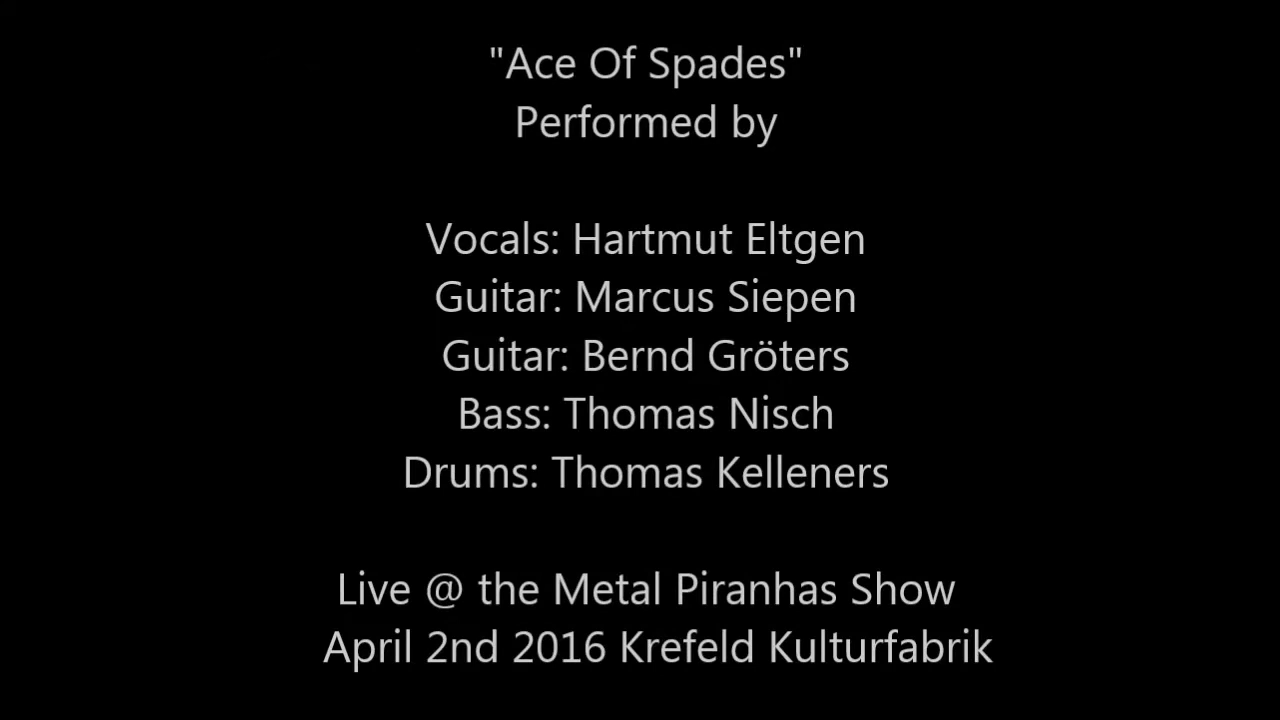 "Ace Of Spades"
Performed by
Vocals: Hartmut Eltgen
Guitar: Marcus Siepen
Guitar: Bernd Gröters
Bass: Thomas Nisch
Drums: Thomas Kelleners
Live @ the Metal Piranhas Show
April 2nd 2016 Krefeld Kulturfabrik